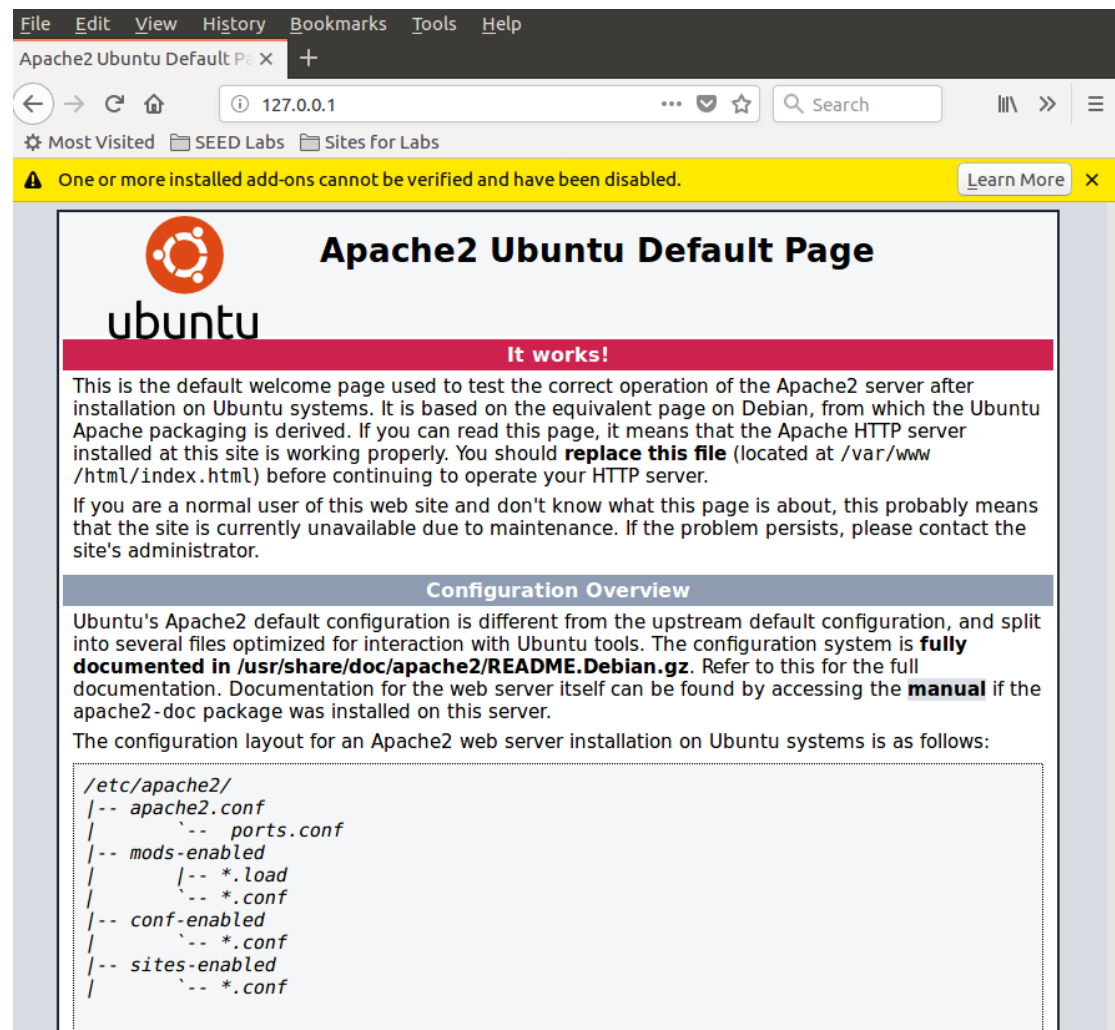 File Edit View History Bookmarks Tools Help
Apache2 Ubuntu Default Pa
127.0.0.1
Search
Most Visited SEED Labs Sites for Labs
One or more installed add-ons cannot be verified and have been disabled. Learn More
Apache2 Ubuntu Default Page
ubuntu
It works!
This is the default welcome page used to test the correct operation of the Apache2 server after
installation on Ubuntu systems. It is based on the equivalent page on Debian, from which the Ubuntu
Apache packaging is derived. If you can read this page, it means that the Apache HTTP server
installed at this site is working properly. You should replace this file (located at /var/www
/html/index.html) before continuing to operate your HTTP server.
If you are a normal user of this web site and don't know what this page is about, this probably means
that the site is currently unavailable due to maintenance. If the problem persists, please contact the
site's administrator.
Configuration Overview
Ubuntu's Apache2 default configuration is different from the upstream default configuration, and split
into several files optimized for interaction with Ubuntu tools. The configuration system is fully
documented in /usr/share/doc/apache2/README.Debian.gz. Refer to this for the full
documentation. Documentation for the web server itself can be found by accessing the manual if the
apache2-doc package was installed on this server.
The configuration layout for an Apache2 web server installation on Ubuntu systems is as follows:
/etc/apache2/
|-- apache2.conf
|       `--  ports.conf
|-- mods-enabled
|       |-- *.load
|       `-- *.conf
|-- conf-enabled
|       `-- *.conf
|-- sites-enabled
|       `-- *.conf